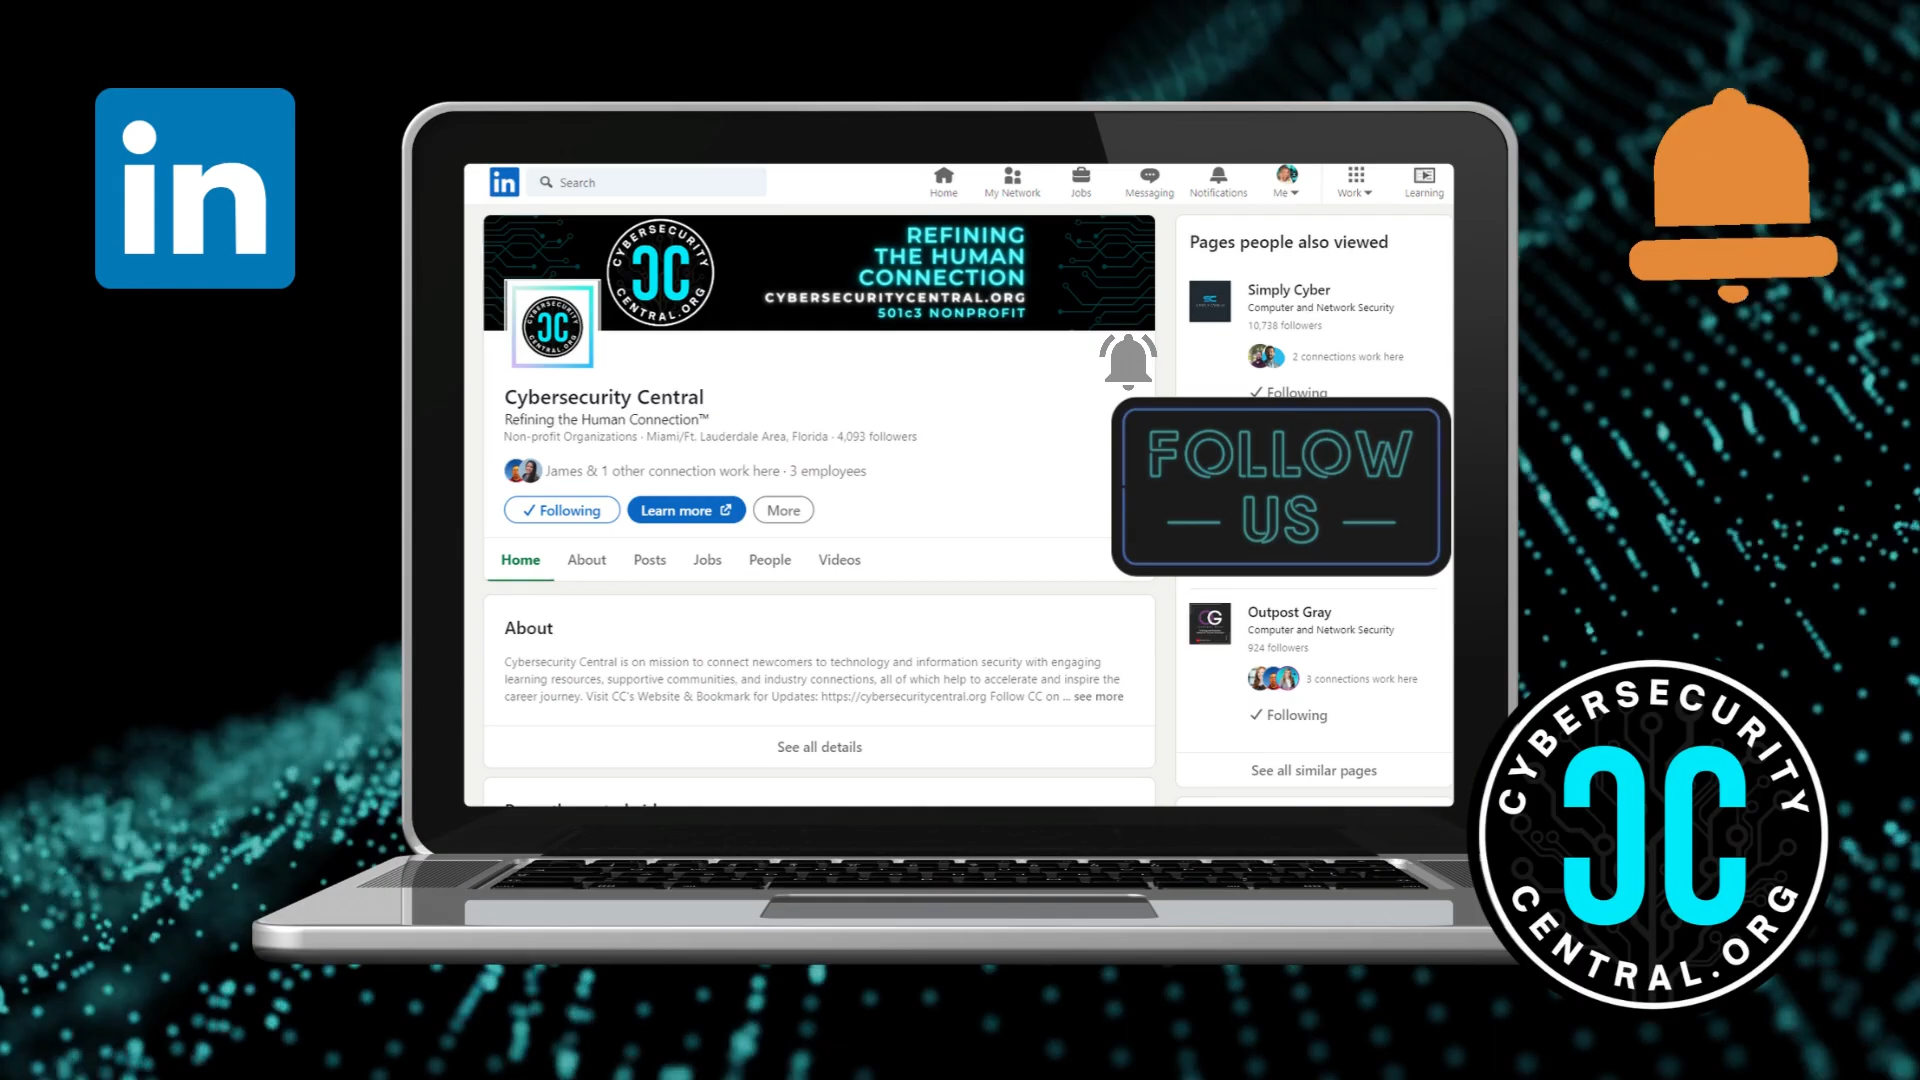 in
in
Search
Home
My Network
Jobs
Messaging
Notifications
Me
Work
Learning
CYBERSECURITY
CENTRAL.ORG
REFINING
THE HUMAN
CONNECTION
CYBERSECURITYCENTRAL.ORG
501c3 NONPROFIT
CYBERSECURITY
CENTRAL.ORG
Cybersecurity Central
Refining the Human Connection™
Non-profit Organizations · Miami/Ft. Lauderdale Area, Florida · 4,093 followers
James & 1 other connection work here · 3 employees
Following
Learn more
More
Home
About
Posts
Jobs
People
Videos
About
Cybersecurity Central is on mission to connect newcomers to technology and information security with engaging
learning resources, supportive communities, and industry connections, all of which help to accelerate and inspire the
career journey. Visit CC's Website & Bookmark for Updates: https://cybersecuritycentral.org Follow CC on ... see more
See all details
Pages people also viewed
SC
Simply Cyber
Computer and Network Security
10,738 followers
2 connections work here
Following
FOLLOW
US
CG
Outpost Gray
Computer and Network Security
924 followers
3 connections work here
Following
See all similar pages
CYBERSECURITY
CC
CENTRAL.ORG